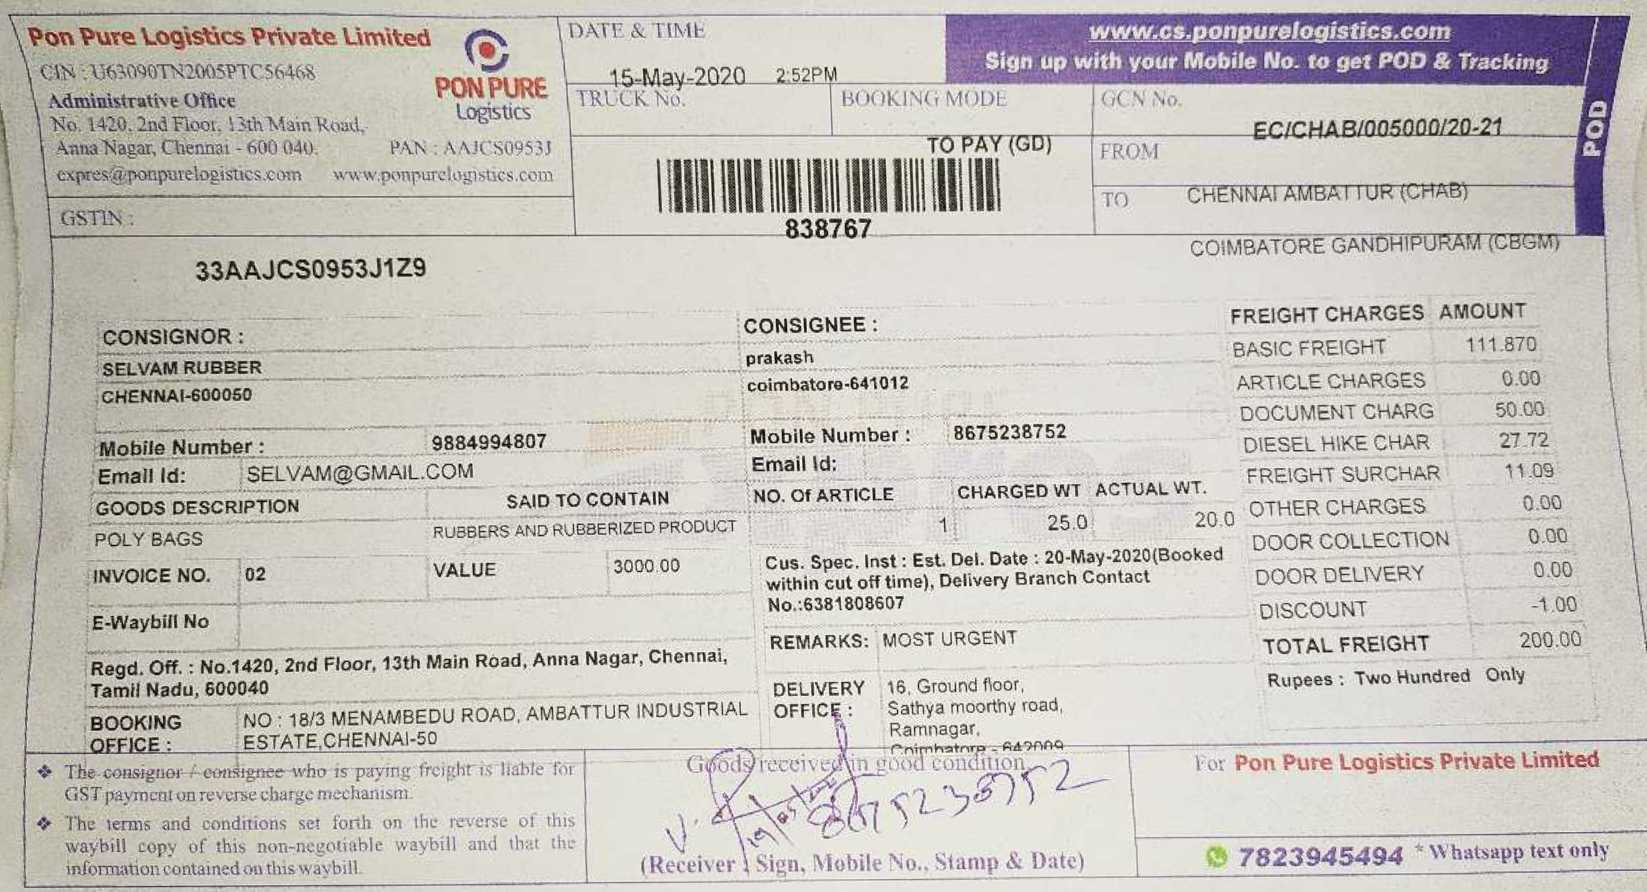 Pon Pure Logistics Private Limited
CIN : U63090TN2005PTC56468
Administrative Office
No. 1420, 2nd Floor, 13th Main Road,
Anna Nagar, Chennai - 600 040.
PAN : AAJCS0953J
expres@ponpurelogistics.com www.ponpurelogistics.com
PON PURE
Logistics
GSTIN :
33AAJCS0953J1Z9
DATE & TIME
15-May-2020 2:52PM
TRUCK No.
BOOKING MODE
TO PAY (GD)
838767
www.cs.ponpurelogistics.com
Sign up with your Mobile No. to get POD & Tracking
POD
GCN No.
EC/CHAB/005000/20-21
FROM
CHENNAI AMBATTUR (CHAB)
TO
COIMBATORE GANDHIPURAM (CBGM)
CONSIGNOR :
SELVAM RUBBER
CHENNAI-600050
Mobile Number : 9884994807
Email Id: SELVAM@GMAIL.COM
CONSIGNEE :
prakash
coimbatore-641012
Mobile Number : 8675238752
Email Id:
GOODS DESCRIPTION SAID TO CONTAIN NO. Of ARTICLE CHARGED WT ACTUAL WT.
POLY BAGS RUBBERS AND RUBBERIZED PRODUCT 1 25.0 20.0
INVOICE NO. 02 VALUE 3000.00
E-Waybill No
Cus. Spec. Inst : Est. Del. Date : 20-May-2020(Booked
within cut off time), Delivery Branch Contact
No.:6381808607
REMARKS: MOST URGENT
Regd. Off. : No.1420, 2nd Floor, 13th Main Road, Anna Nagar, Chennai,
Tamil Nadu, 600040
BOOKING OFFICE : NO : 18/3 MENAMBEDU ROAD, AMBATTUR INDUSTRIAL
ESTATE,CHENNAI-50
DELIVERY OFFICE : 16, Ground floor,
Sathya moorthy road,
Ramnagar,
Coimbatore - 642009
FREIGHT CHARGES AMOUNT
BASIC FREIGHT 111.870
ARTICLE CHARGES 0.00
DOCUMENT CHARG 50.00
DIESEL HIKE CHAR 27.72
FREIGHT SURCHAR 11.09
OTHER CHARGES 0.00
DOOR COLLECTION 0.00
DOOR DELIVERY 0.00
DISCOUNT -1.00
TOTAL FREIGHT 200.00
Rupees : Two Hundred Only
❖ The consignor / consignee who is paying freight is liable for
GST payment on reverse charge mechanism.
❖ The terms and conditions set forth on the reverse of this
waybill copy of this non-negotiable waybill and that the
information contained on this waybill.
Goods received in good condition
8675238752
(Receiver Sign, Mobile No., Stamp & Date)
For Pon Pure Logistics Private Limited
7823945494 * Whatsapp text only